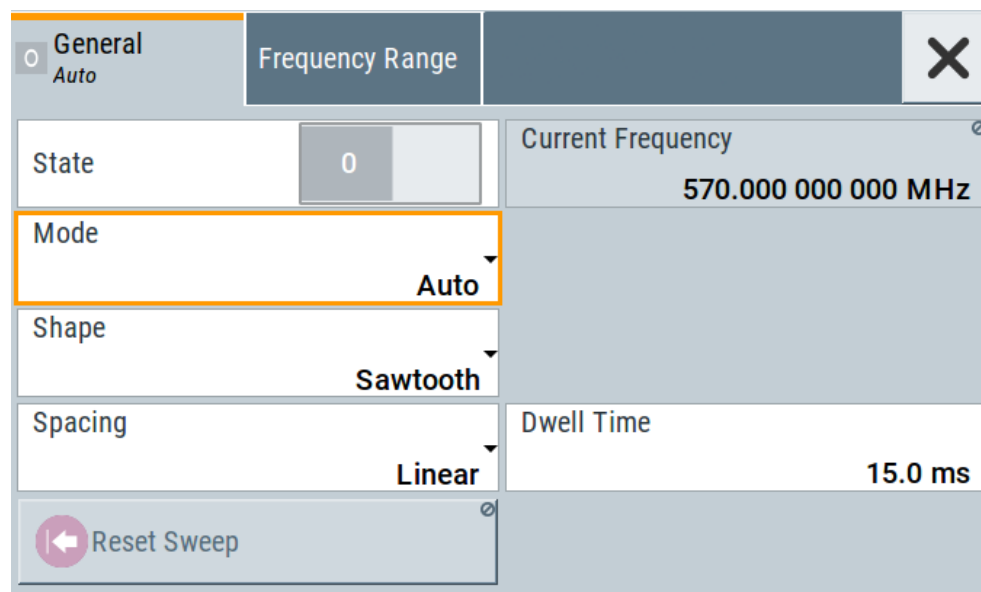 0 General
Auto
Frequency Range
State 0
Current Frequency
570.000 000 000 MHz
Mode
Auto
Shape
Sawtooth
Spacing
Linear
Dwell Time
15.0 ms
Reset Sweep